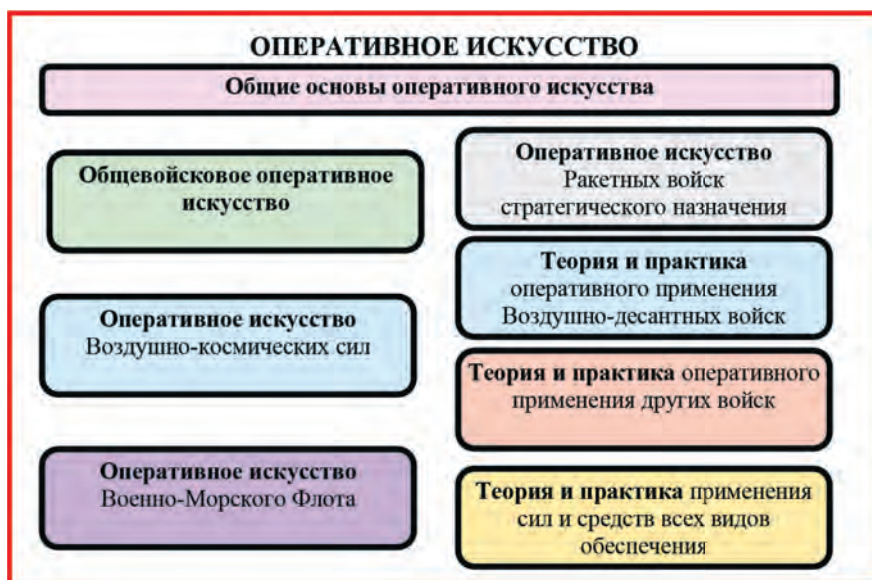 ОПЕРАТИВНОЕ ИСКУССТВО
Общие основы оперативного искусства
Общевойсковое оперативное
искусство
Оперативное искусство
Воздушно-космических сил
Оперативное искусство
Военно-Морского Флота
Оперативное искусство
Ракетных войск
стратегического назначения
Теория и практика
оперативного применения
Воздушно-десантных войск
Теория и практика оперативного
применения других войск
Теория и практика применения
сил и средств всех видов
обеспечения